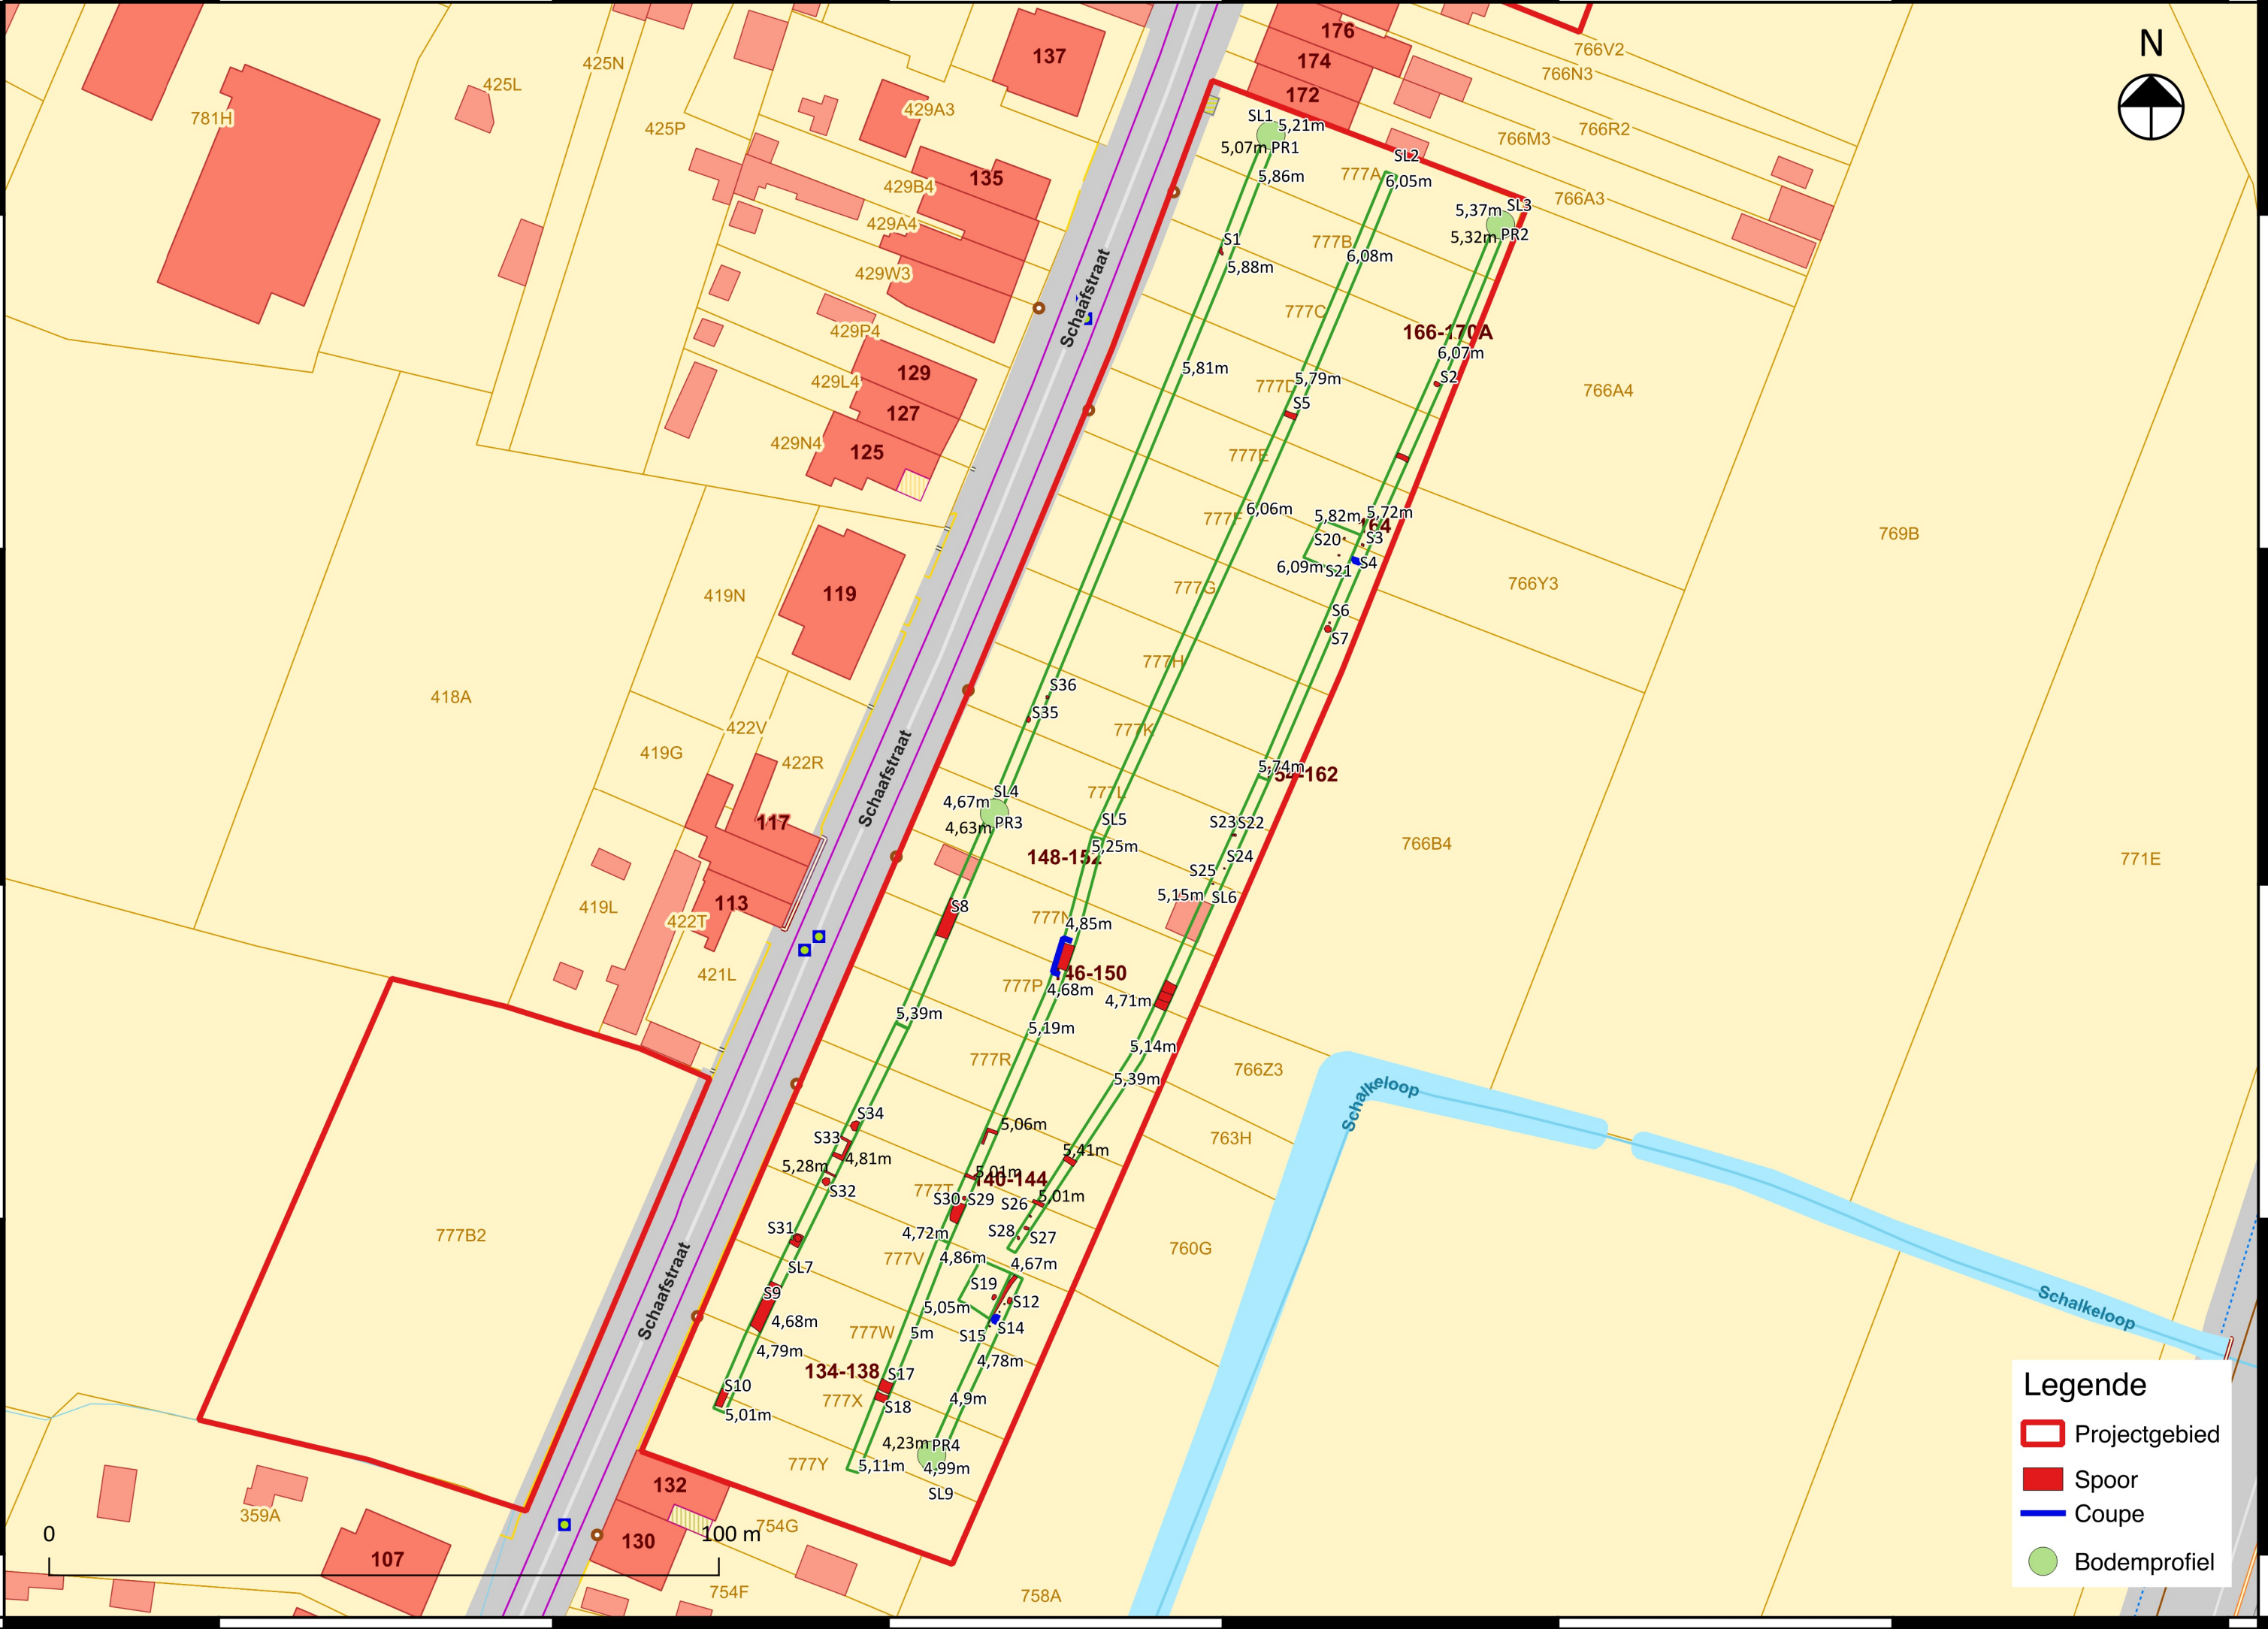 176
174
172
137
N
766V2
766N3
425N
425L
781H
425P
429A3
SL1
5,21m
5,07m PR1
5,86m
766M3
766R2
SL2
777A
6,05m
135
429B4
429A4
429W3
766A3
5,37m SL3
5,32m PR2
S1
5,88m
777B
6,08m
Schaafstraat
777C
429P4
166-170A
6,07m
S2
5,81m
129
429L4
127
777D
5,79m
S5
766A4
429N4
125
777E
777F
6,06m
5,82m
5,72m
S20
S3
6,09m
S21
S4
769B
766Y3
777G
119
419N
S6
S7
777H
418A
S36
S35
777K
422V
419G
422R
5,74m
Schaafstraat
4,67m
SL4
4,63m
PR3
777L
SL5
5,25m
117
S23
S22
148-152
S24
S25
766B4
771E
5,15m
SL6
113
419L
422T
S8
777N
4,85m
421L
146-150
777P
4,68m
4,71m
5,39m
5,19m
5,14m
777R
766Z3
5,39m
Schalkeloop
S34
S33
5,06m
763H
4,81m
5,41m
5,28m
5,01m
140-144
S32
777T
S30
S29
S26
5,01m
S31
4,72m
S28
S27
777B2
777V
4,86m
760G
SL7
4,67m
S9
S19
S12
5,05m
4,68m
777W
5m
S15
S14
Schaafstraat
4,79m
4,78m
134-138
S17
S10
777X
S18
4,9m
5,01m
Schalkeloop
4,23m
PR4
777Y
5,11m
4,99m
SL9
132
359A
130
754G
107
754F
758A
0
100 m
Legende
Projectgebied
Spoor
Coupe
Bodemprofiel